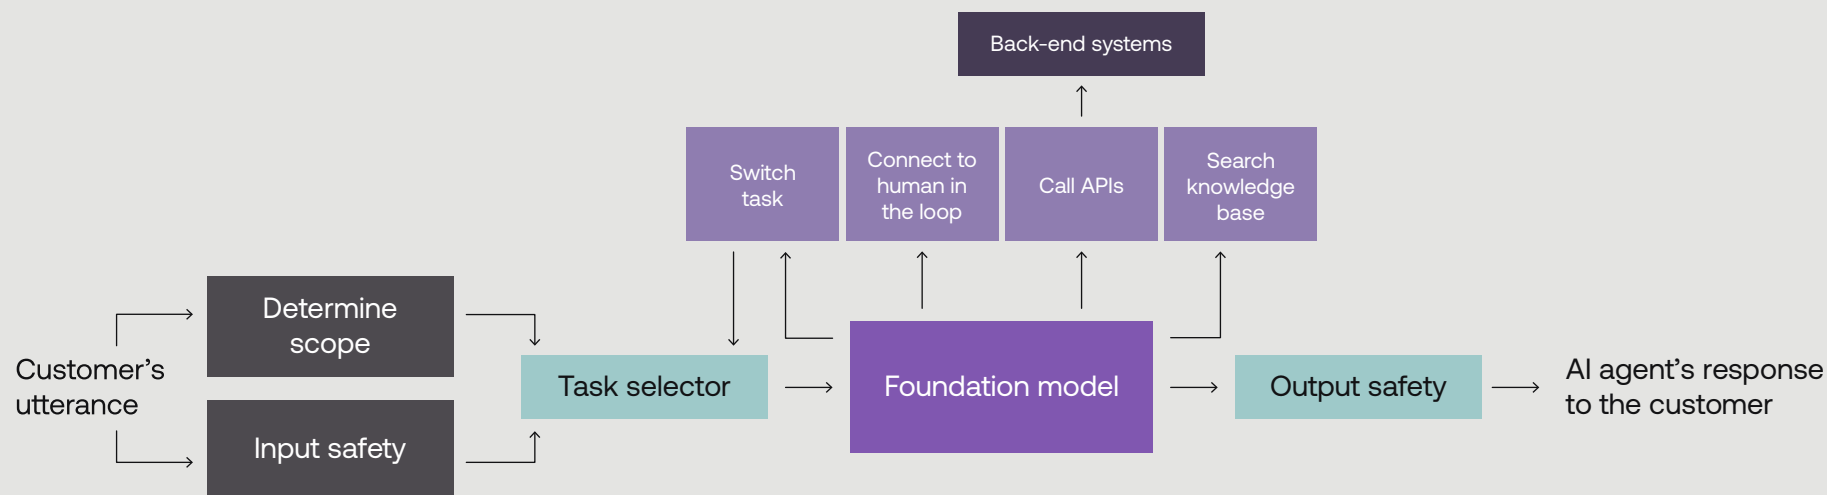 Back-end systems
Switch
task
Connect to
human in
the loop
Call APIs
Search
knowledge
base
Customer’s
utterance
Determine
scope
Input safety
Task selector
Foundation model
Output safety
AI agent’s response
to the customer